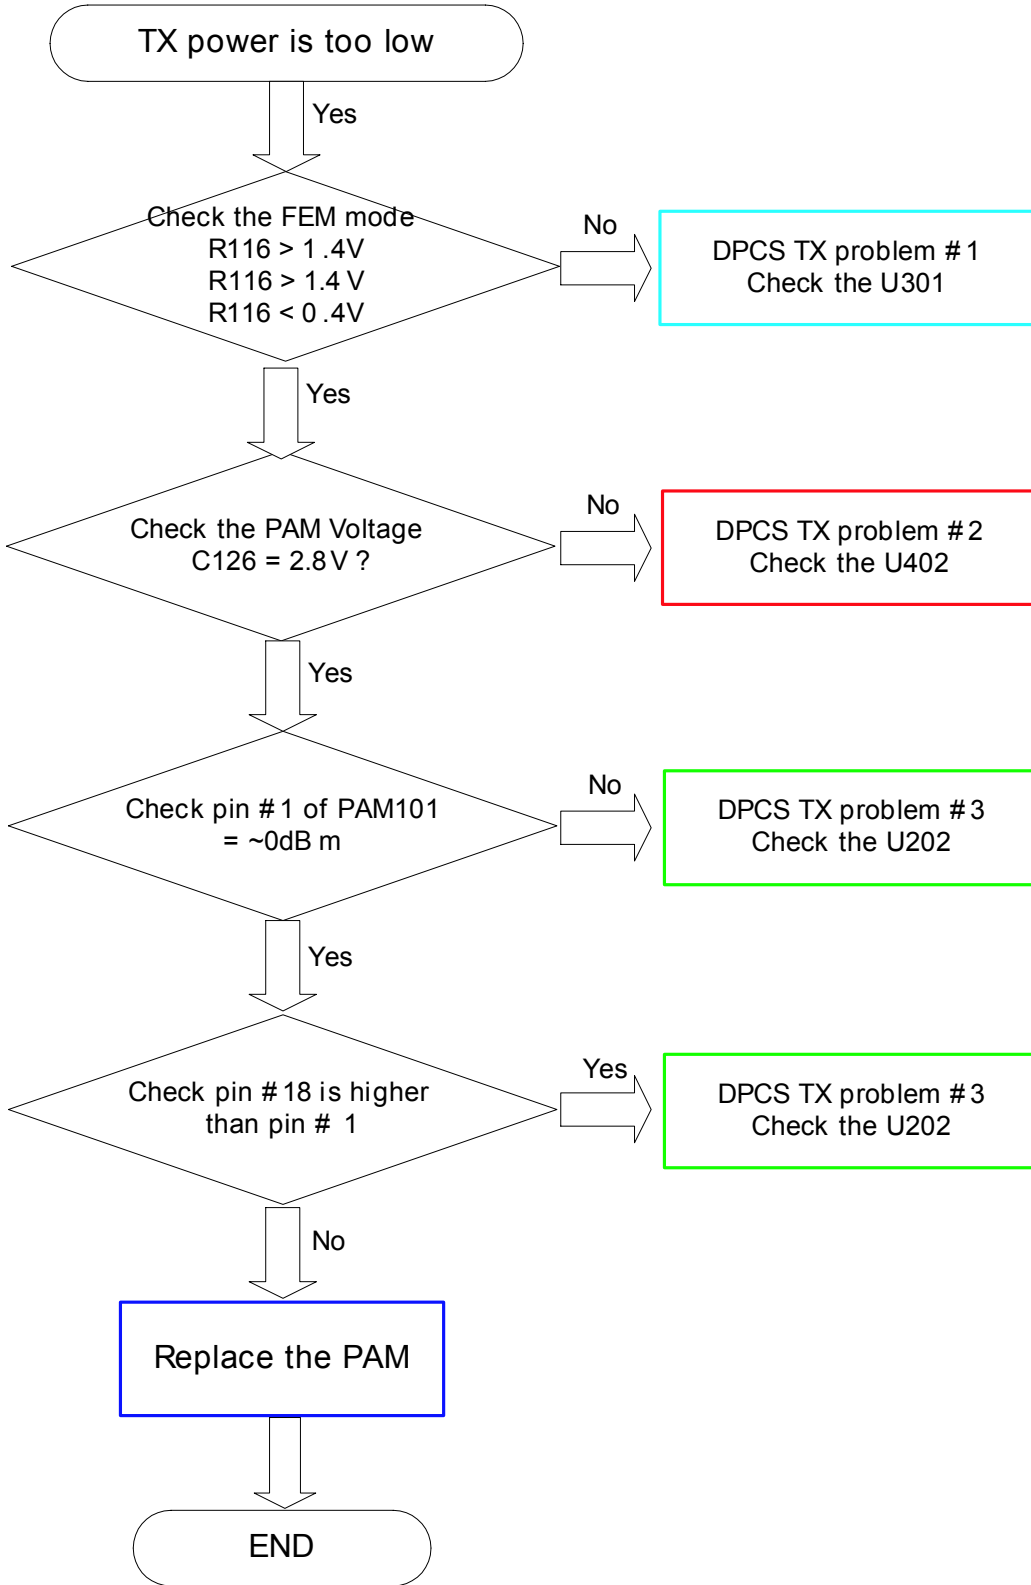 TX power is too low
Yes
Check the FEM mode
R116 > 1.4V
R116 > 1.4 V
R116 < 0.4V
No
DPCS TX problem #1
Check the U301
Yes
Check the PAM Voltage
C126 = 2.8V ?
No
DPCS TX problem #2
Check the U402
Yes
Check pin #1 of PAM101
= ~0dB m
No
DPCS TX problem #3
Check the U202
Yes
Check pin #18 is higher
than pin # 1
Yes
DPCS TX problem #3
Check the U202
No
Replace the PAM
END